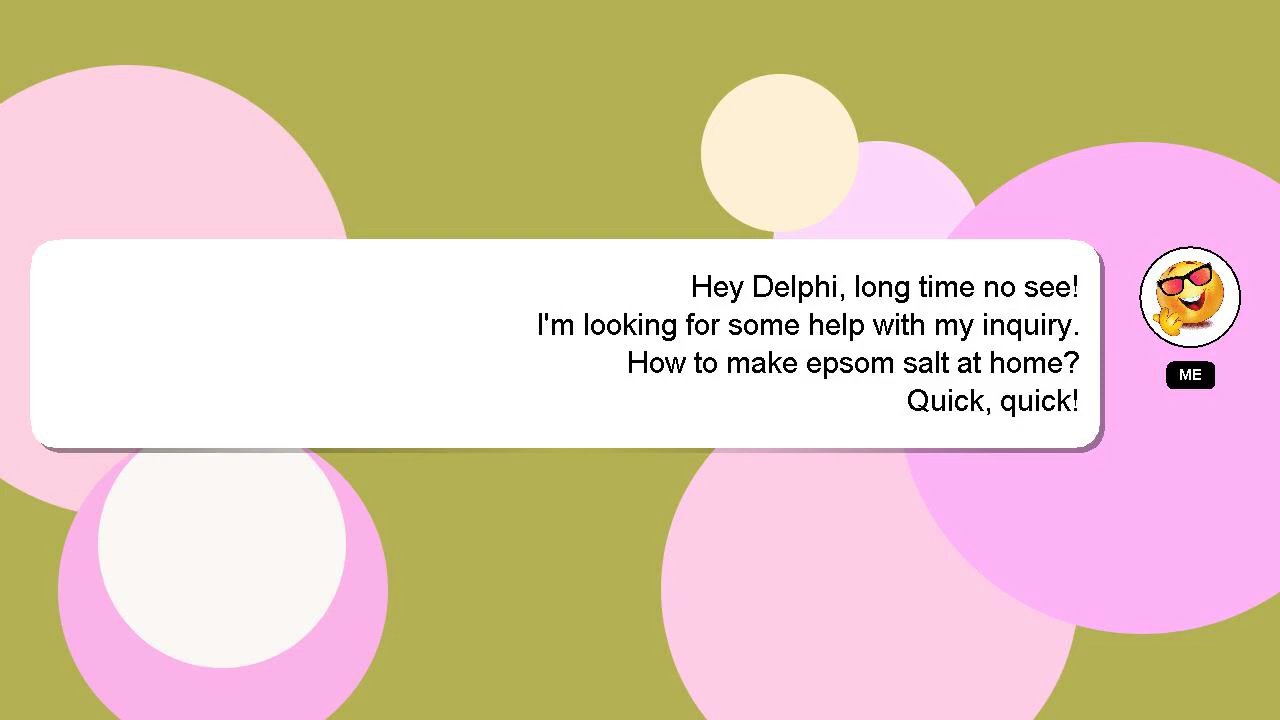 Hey Delphi, long time no see!
I'm looking for some help with my inquiry.
How to make epsom salt at home?
Quick, quick!
ME